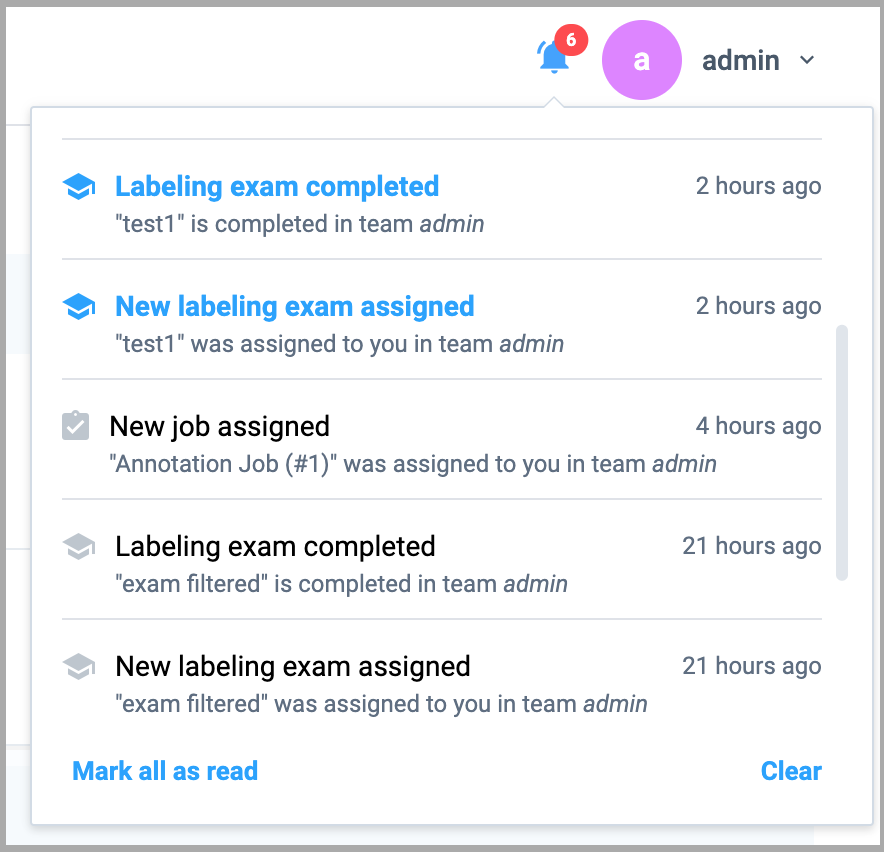 6
a
admin
Labeling exam completed
2 hours ago
"test1" is completed in team admin
New labeling exam assigned
2 hours ago
"test1" was assigned to you in team admin
New job assigned
4 hours ago
"Annotation Job (#1)" was assigned to you in team admin
Labeling exam completed
21 hours ago
"exam filtered" is completed in team admin
New labeling exam assigned
21 hours ago
"exam filtered" was assigned to you in team admin
Mark all as read
Clear